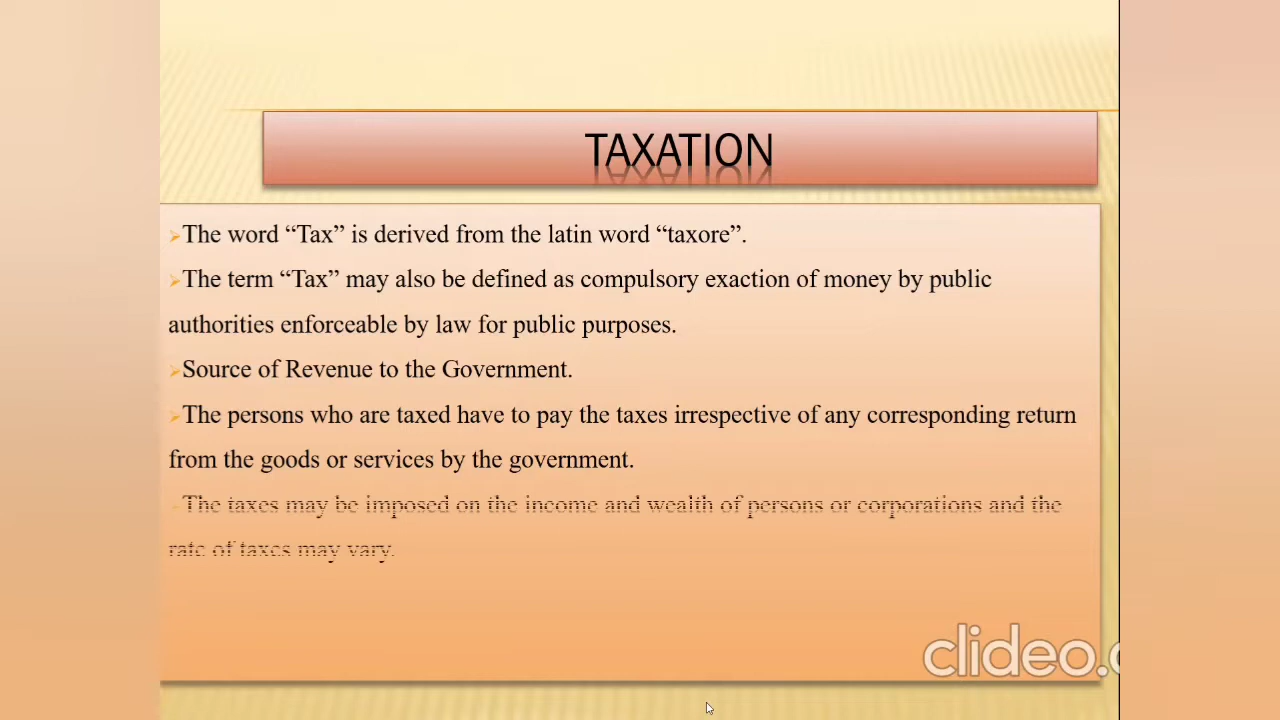 TAXATION
The word “Tax” is derived from the latin word “taxore”.
The term “Tax” may also be defined as compulsory exaction of money by public
authorities enforceable by law for public purposes.
Source of Revenue to the Government.
The persons who are taxed have to pay the taxes irrespective of any corresponding return
from the goods or services by the government.
The taxes may be imposed on the income and wealth of persons or corporations and the
rate of taxes may vary.
clideo.c